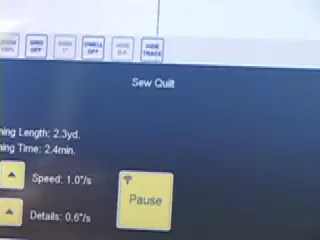 GRID OFF
DWELL OFF
HIDE TRACE
Sew Quilt
ning Length: 2.3yd.
ning Time: 2.4min.
Speed: 1.0"/s
Pause
Details: 0.6"/s